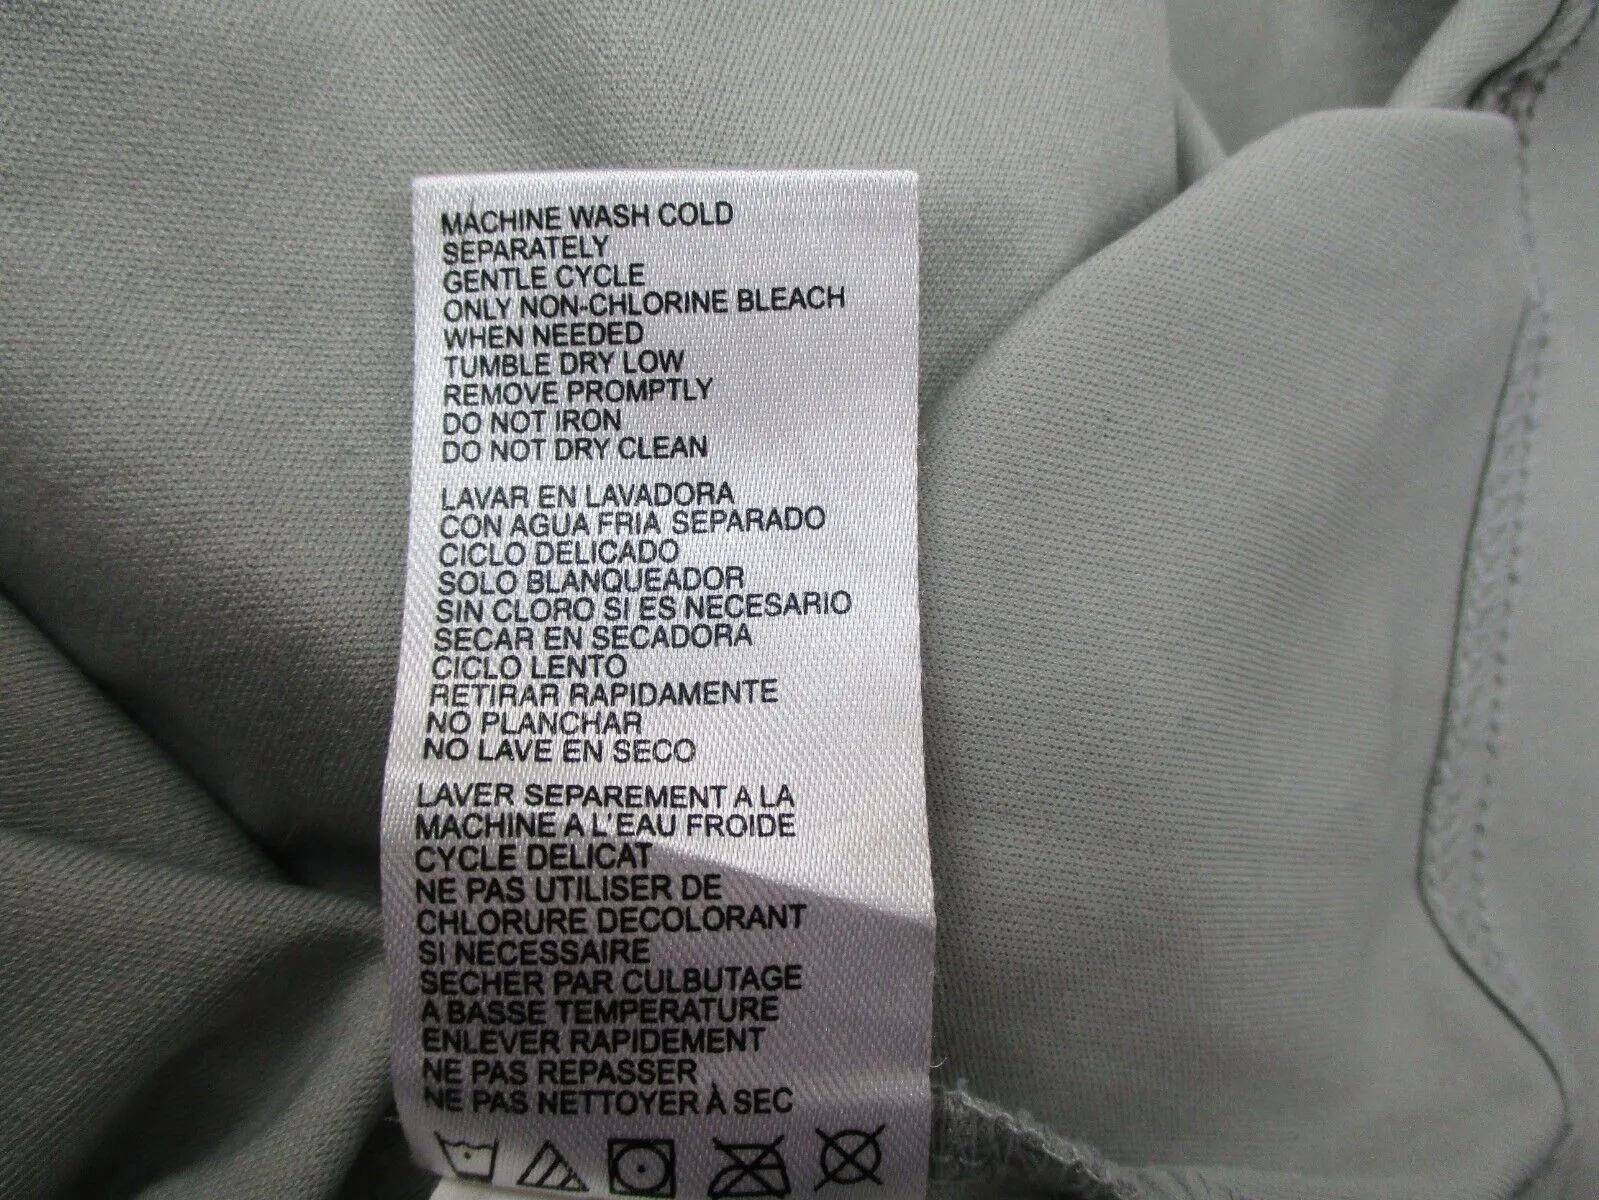 MACHINE WASH COLD
SEPARATELY
GENTLE CYCLE
ONLY NON-CHLORINE BLEACH
WHEN NEEDED
TUMBLE DRY LOW
REMOVE PROMPTLY
DO NOT IRON
DO NOT DRY CLEAN
LAVAR EN LAVADORA
CON AGUA FRIA SEPARADO
CICLO DELICADO
SOLO BLANQUEADOR
SIN CLORO SI ES NECESARIO
SECAR EN SECADORA
CICLO LENTO
RETIRAR RAPIDAMENTE
NO PLANCHAR
NO LAVE EN SECO
LAVER SEPAREMENT A LA
MACHINE A L'EAU FROIDE
CYCLE DELICAT
NE PAS UTILISER DE
CHLORURE DECOLORANT
SI NECESSAIRE
SECHER PAR CULBUTAGE
A BASSE TEMPERATURE
ENLEVER RAPIDEMENT
NE PAS REPASSER
NE PAS NETTOYER À SEC